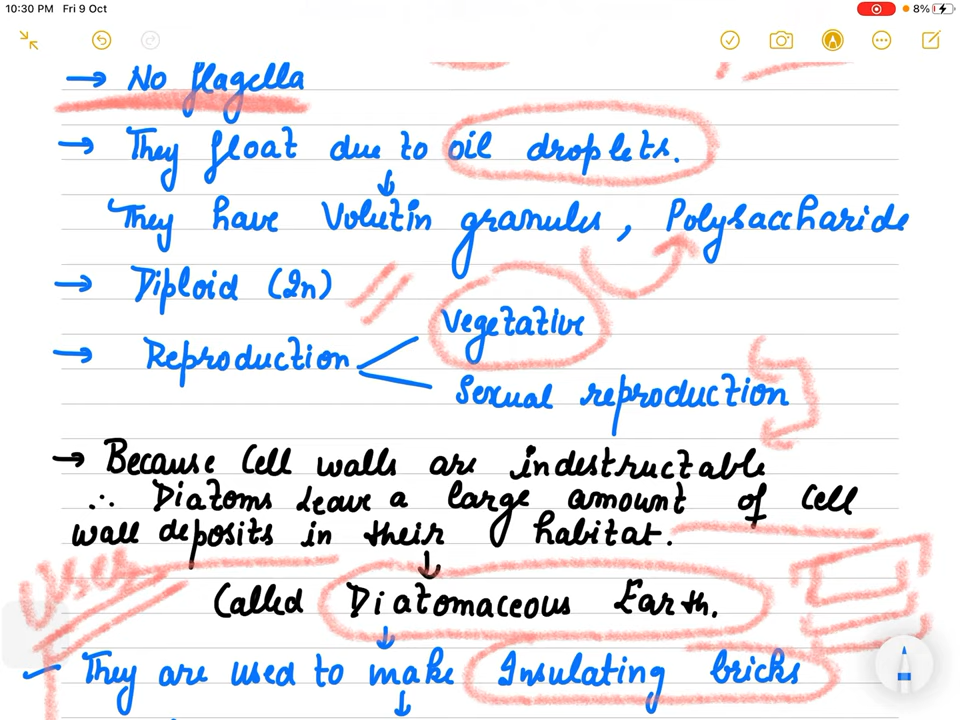 10:30 PM Fri 9 Oct 8%
→ No flagella
→ They float due to oil droplets.
↓
They have Volutin granules, Polysaccharide
→ Diploid (2n)
Vegetative
→ Reproduction
Sexual reproduction
→ Because Cell walls are indestructable
∴ Diatoms leave a large amount of Cell
wall deposits in their habitat.
↓
Uses
Called Diatomaceous Earth.
↓
They are used to make Insulating bricks
↓